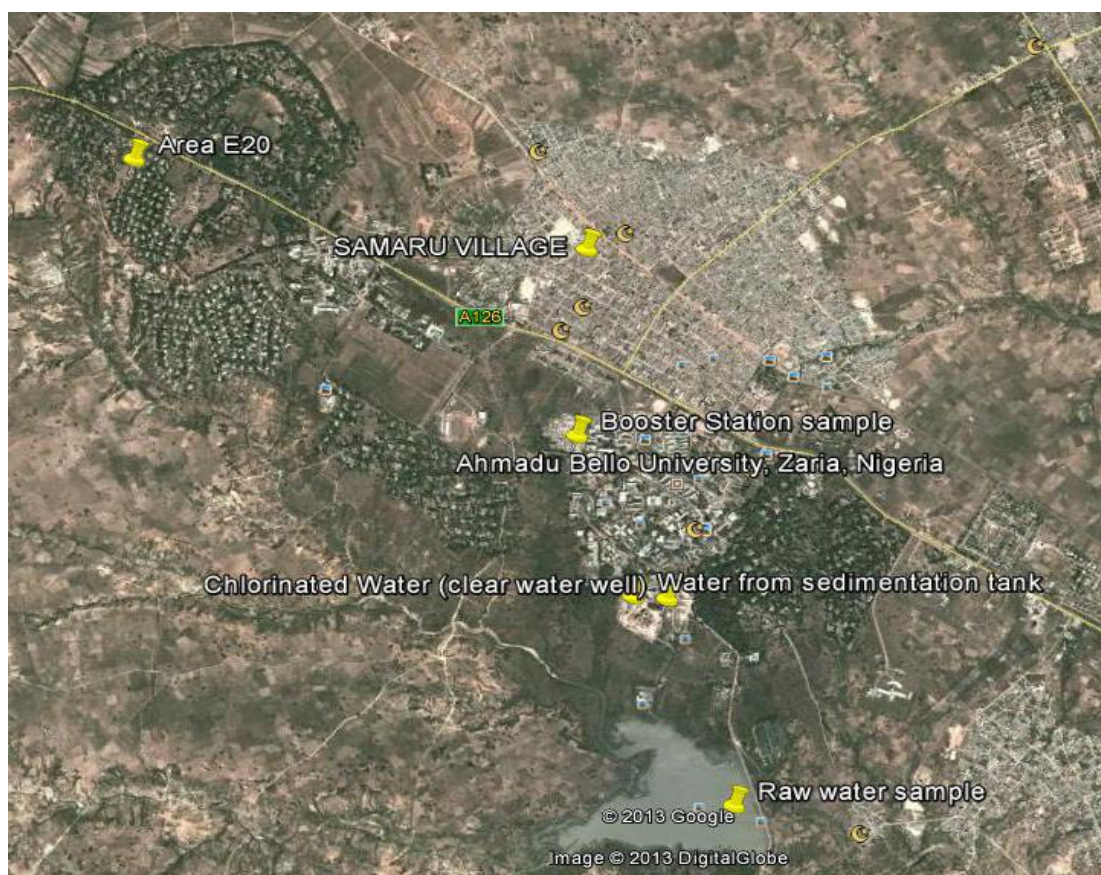 Area E20
SAMARU VILLAGE
A126
Booster Station sample
Ahmadu Bello University, Zaria, Nigeria
Chlorinated Water (clear water well) Water from sedimentation tank
Raw water sample
© 2013 Google
Image © 2013 DigitalGlobe